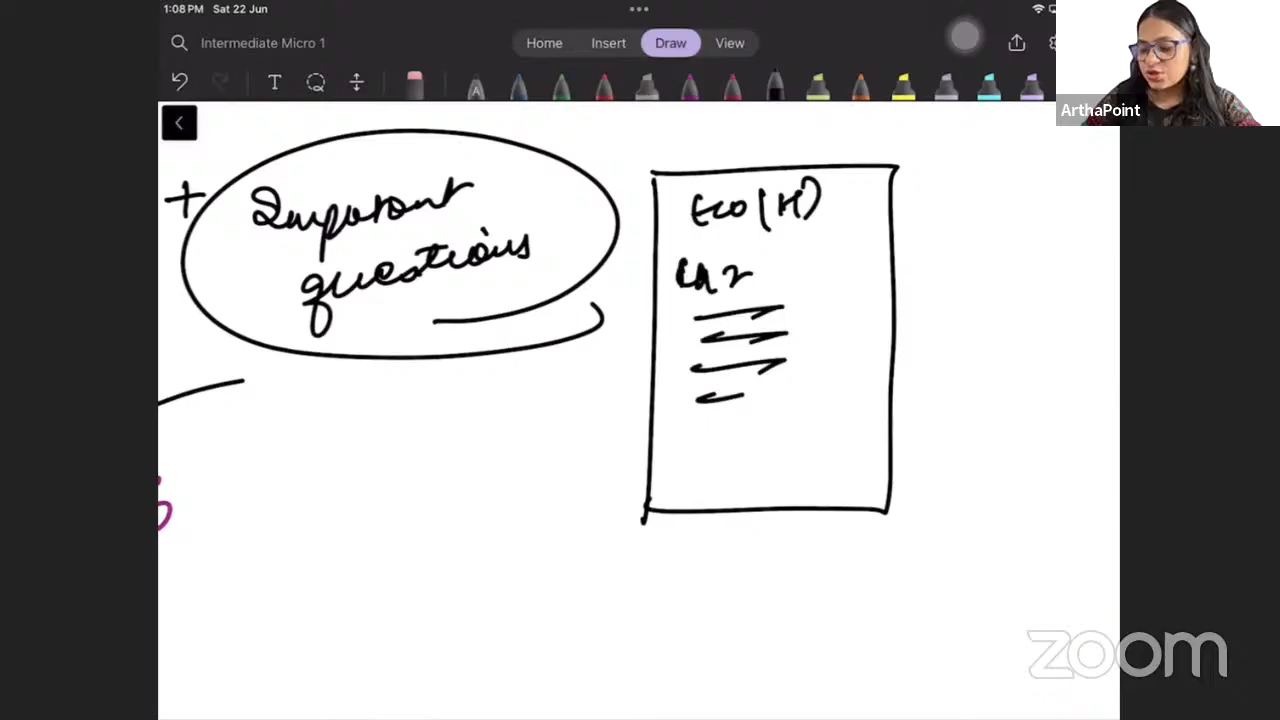 1:08 PM Sat 22 Jun
Intermediate Micro 1
Home Insert Draw View
ArthaPoint
+ Important
questions
Eco (H)
Ch 2
zoom